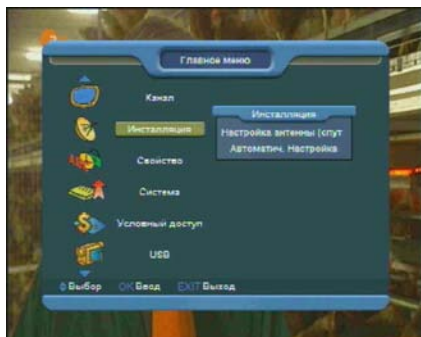 Главное меню
Канал
Инсталляция
Свойство
Система
Условный доступ
USB
Инсталляция
Настройка антенны (спут
Автоматич. Настройка
Выбор OK Ввод EXIT Выход